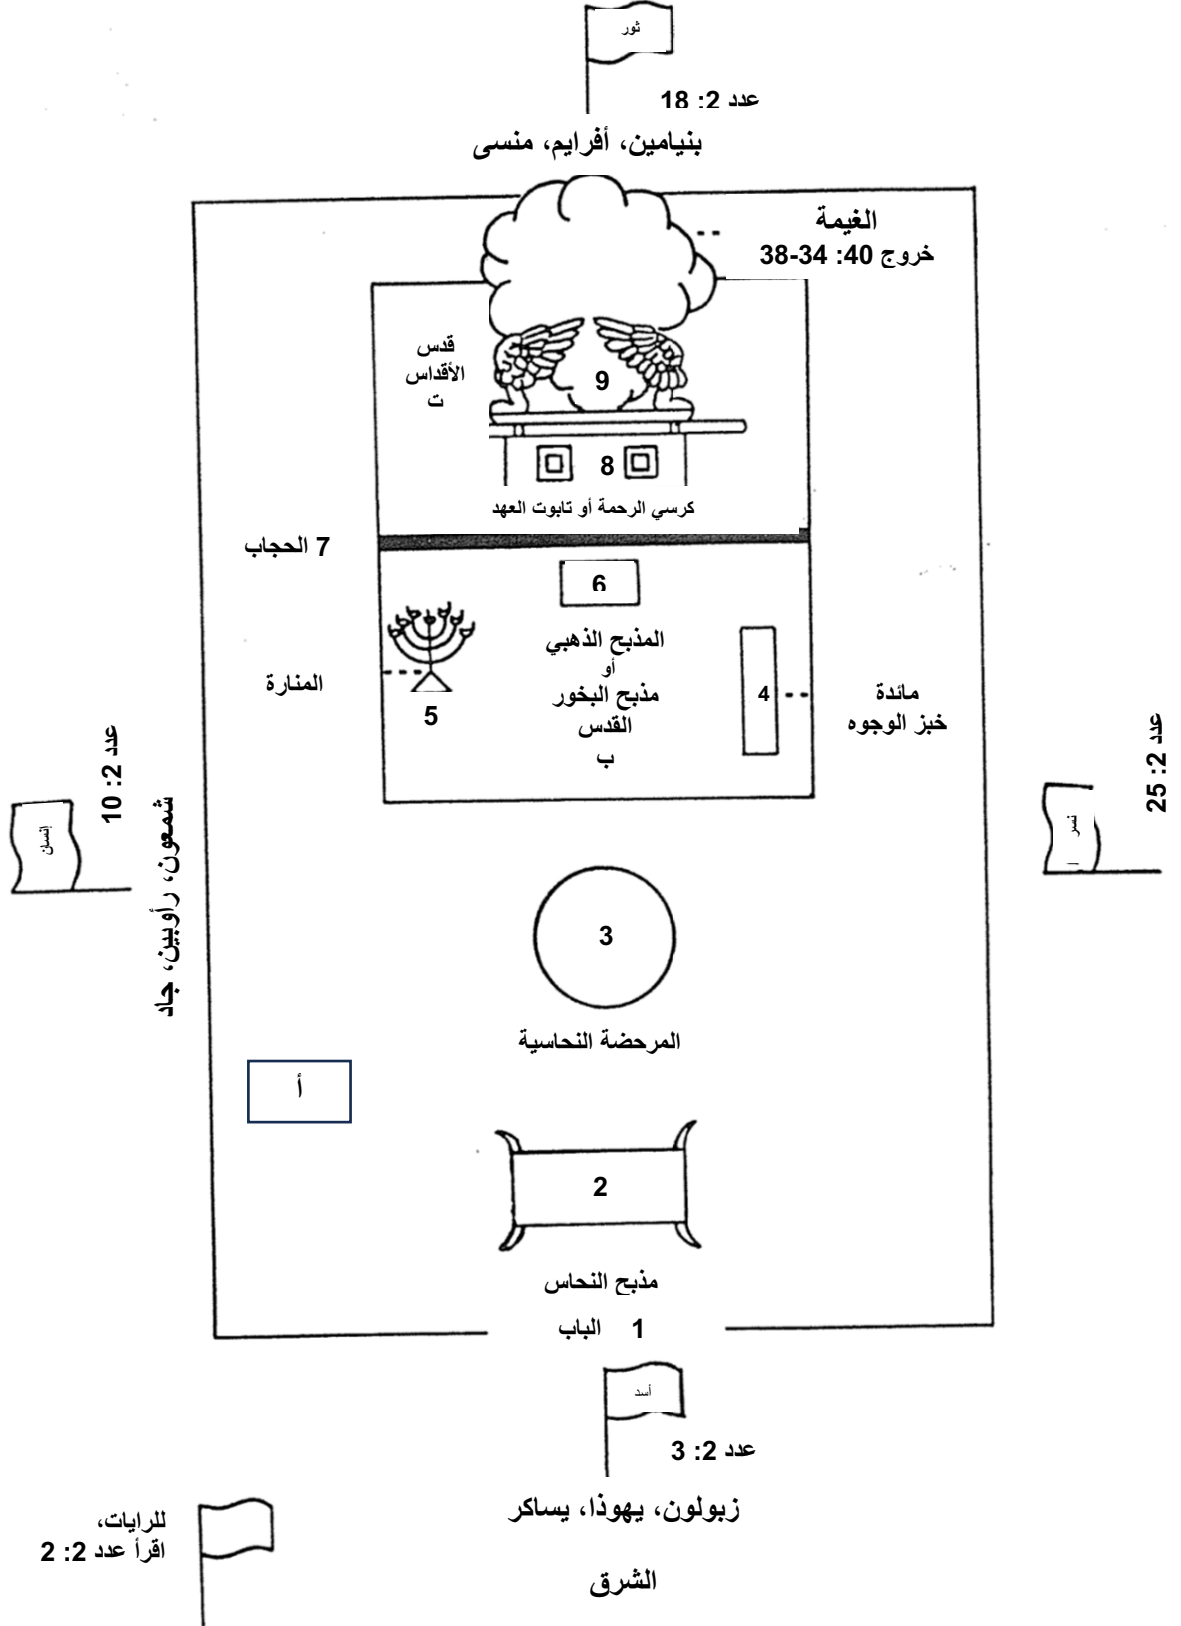 ثور
عدد 2: 18
بنيامين، أفرايم، منسى
الغيمة
خروج 40: 34-38
قدس
الأقداس
ت
9
8
كرسي الرحمة أو تابوت العهد
7 الحجاب
6
المذبح الذهبي
أو
مذبح البخور
القدس
ب
المنارة
5
4
مائدة
خبز الوجوه
عدد 2: 10
إنسان
شمعون، رأوبين، جاد
عدد 2: 25
نسر
3
المرحضة النحاسية
أ
2
مذبح النحاس
1 الباب
أسد
عدد 2: 3
زبولون، يهوذا، يساكر
للرايات،
اقرأ عدد 2: 2
الشرق